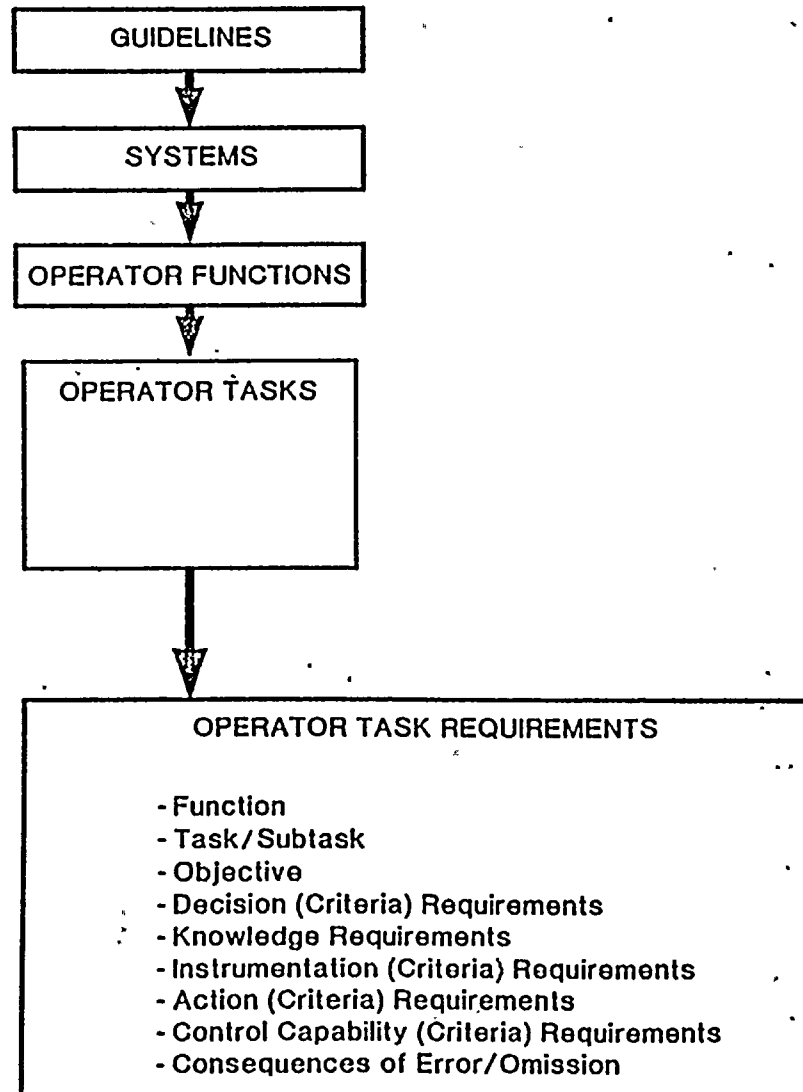 GUIDELINES
SYSTEMS
OPERATOR FUNCTIONS
OPERATOR TASKS
OPERATOR TASK REQUIREMENTS
- Function
- Task/Subtask
- Objective
- Decision (Criteria) Requirements
- Knowledge Requirements
- Instrumentation (Criteria) Requirements
- Action (Criteria) Requirements
- Control Capability (Criteria) Requirements
- Consequences of Error/Omission